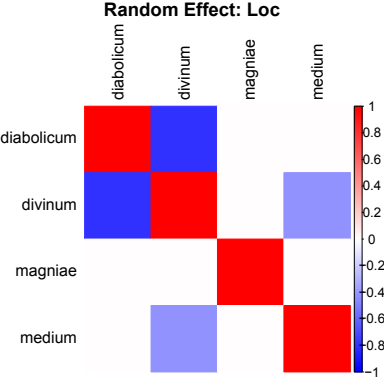 Random Effect: Loc
diabolicum
divinum
magniae
medium
diabolicum
divinum
magniae
medium
1
0.8
0.6
0.4
0.2
0
-0.2
-0.4
-0.6
-0.8
-1